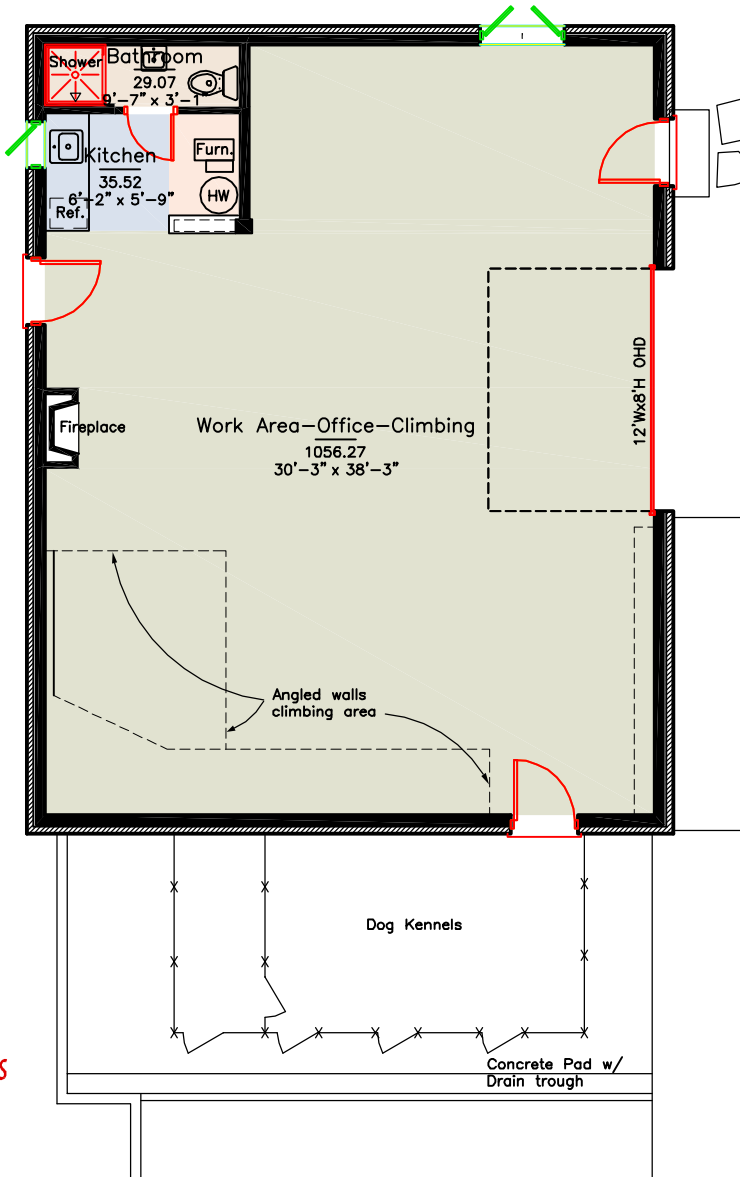 Shower
Bathroom
29.07
9'-7" x 3'-1"
Kitchen
35.52
6'-2" x 5'-9"
Ref.
Furn.
HW
12'Wx8'H OHD
Fireplace
Work Area-Office-Climbing
1056.27
30'-3" x 38'-3"
Angled walls
climbing area
Dog Kennels
Concrete Pad w/
Drain trough
s